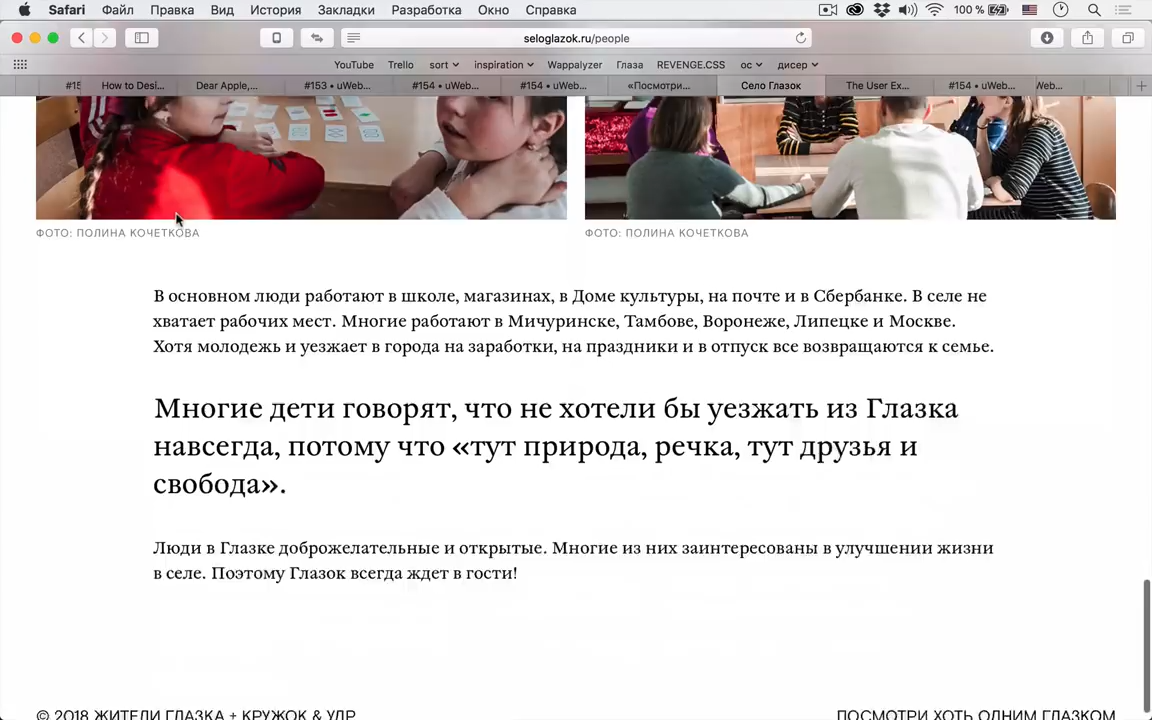 Safari Файл Правка Вид История Закладки Разработка Окно Справка 100 %
seloglazok.ru/people
YouTube Trello sort inspiration Wappalyzer Глаза REVENGE.CSS ос дисер
#15 How to Desi... Dear Apple,... #153 • uWeb... #154 • uWeb... #154 • uWeb... «Посмотри... Село Глазок The User Ex... #154 • uWeb... Web...
ФОТО: ПОЛИНА КОЧЕТКОВА ФОТО: ПОЛИНА КОЧЕТКОВА
В основном люди работают в школе, магазинах, в Доме культуры, на почте и в Сбербанке. В селе не
хватает рабочих мест. Многие работают в Мичуринске, Тамбове, Воронеже, Липецке и Москве.
Хотя молодежь и уезжает в города на заработки, на праздники и в отпуск все возвращаются к семье.
Многие дети говорят, что не хотели бы уезжать из Глазка
навсегда, потому что «тут природа, речка, тут друзья и
свобода».
Люди в Глазке доброжелательные и открытые. Многие из них заинтересованы в улучшении жизни
в селе. Поэтому Глазок всегда ждет в гости!
© 2018 ЖИТЕЛИ ГЛАЗКА + КРУЖОК & УДР ПОСМОТРИ ХОТЬ ОДНИМ ГЛАЗКОМ